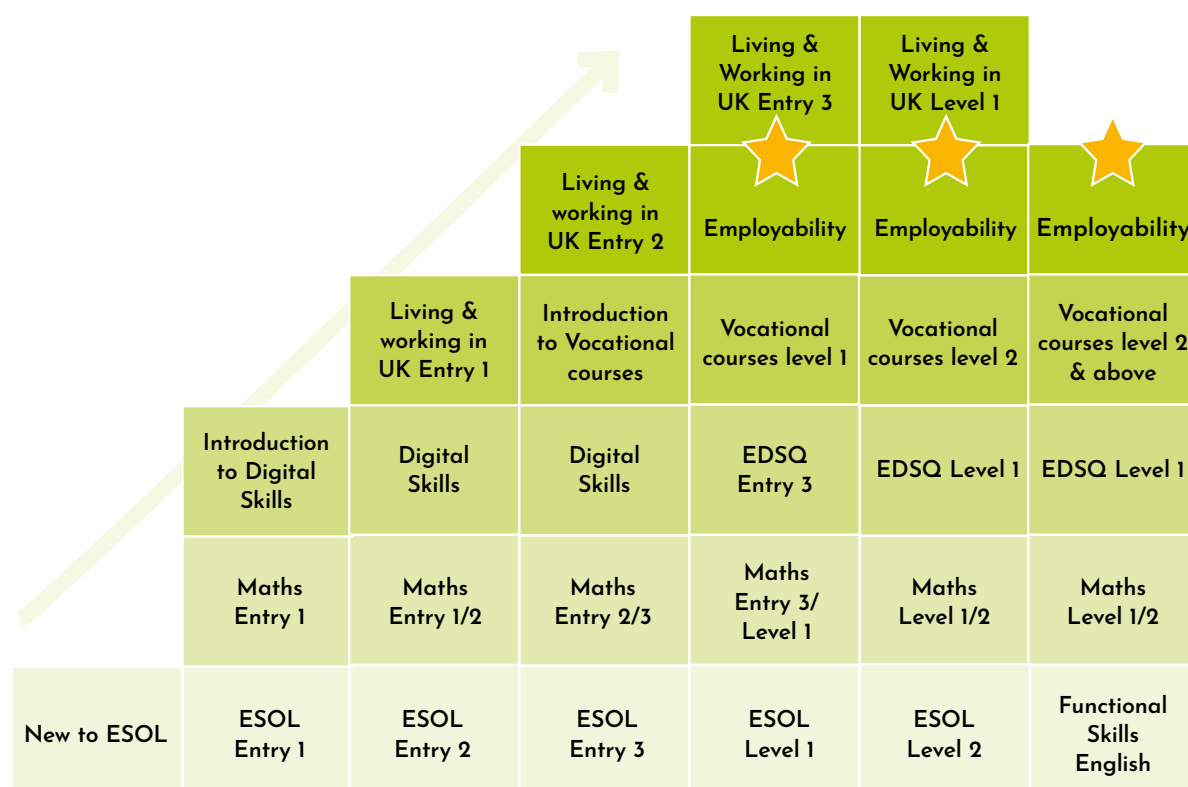 Living &
Working in
UK Entry 3
Living &
Working in
UK Level 1
Living &
working in
UK Entry 2
Employability
Employability
Employability
Living &
working in
UK Entry 1
Introduction
to Vocational
courses
Vocational
courses level 1
Vocational
courses level 2
Vocational
courses level 2
& above
Introduction
to Digital
Skills
Digital
Skills
Digital
Skills
EDSQ
Entry 3
EDSQ Level 1
EDSQ Level 1
Maths
Entry 1
Maths
Entry 1/2
Maths
Entry 2/3
Maths
Entry 3/
Level 1
Maths
Level 1/2
Maths
Level 1/2
New to ESOL
ESOL
Entry 1
ESOL
Entry 2
ESOL
Entry 3
ESOL
Level 1
ESOL
Level 2
Functional
Skills
English